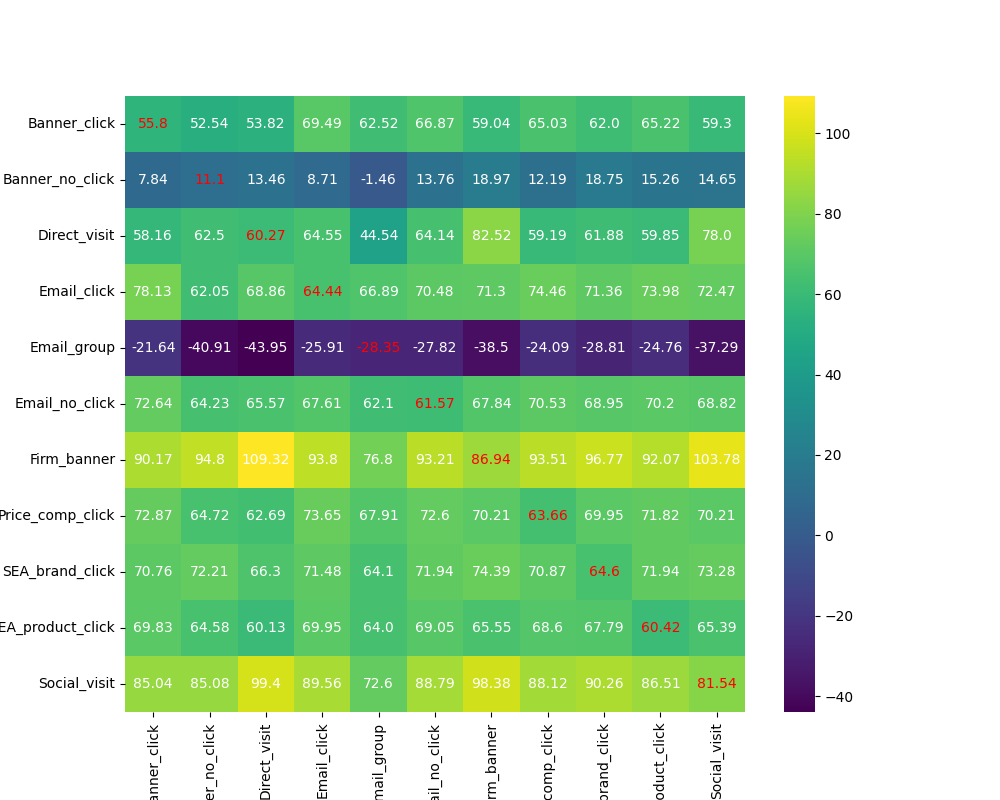 Banner_click 55.8 52.54 53.82 69.49 62.52 66.87 59.04 65.03 62.0 65.22 59.3
Banner_no_click 7.84 11.1 13.46 8.71 -1.46 13.76 18.97 12.19 18.75 15.26 14.65
Direct_visit 58.16 62.5 60.27 64.55 44.54 64.14 82.52 59.19 61.88 59.85 78.0
Email_click 78.13 62.05 68.86 64.44 66.89 70.48 71.3 74.46 71.36 73.98 72.47
Email_group -21.64 -40.91 -43.95 -25.91 -28.35 -27.82 -38.5 -24.09 -28.81 -24.76 -37.29
Email_no_click 72.64 64.23 65.57 67.61 62.1 61.57 67.84 70.53 68.95 70.2 68.82
Firm_banner 90.17 94.8 109.32 93.8 76.8 93.21 86.94 93.51 96.77 92.07 103.78
Price_comp_click 72.87 64.72 62.69 73.65 67.91 72.6 70.21 63.66 69.95 71.82 70.21
SEA_brand_click 70.76 72.21 66.3 71.48 64.1 71.94 74.39 70.87 64.6 71.94 73.28
EA_product_click 69.83 64.58 60.13 69.95 64.0 69.05 65.55 68.6 67.79 60.42 65.39
Social_visit 85.04 85.08 99.4 89.56 72.6 88.79 98.38 88.12 90.26 86.51 81.54
anner_click
er_no_click
Direct_visit
Email_click
mail_group
ail_no_click
rm_banner
comp_click
brand_click
oduct_click
Social_visit
100
80
60
40
20
0
−20
−40